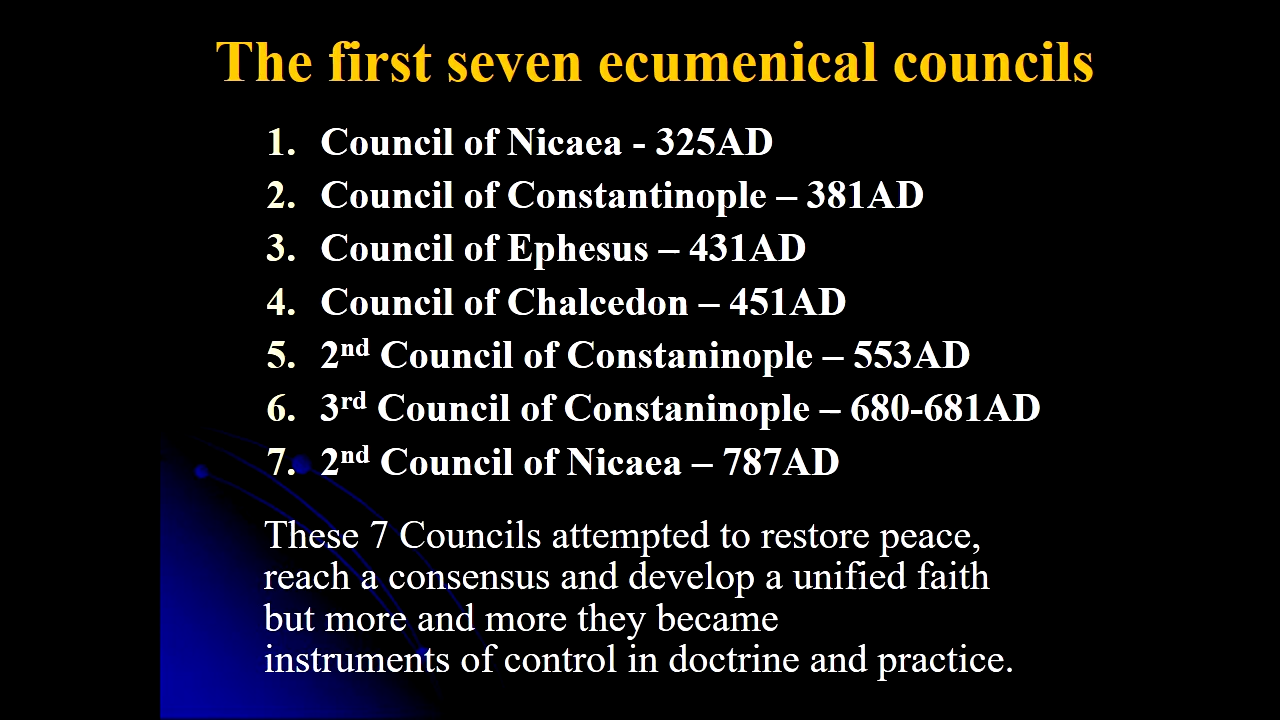 The first seven ecumenical councils
1. Council of Nicaea - 325AD
2. Council of Constantinople – 381AD
3. Council of Ephesus – 431AD
4. Council of Chalcedon – 451AD
5. 2nd Council of Constaninople – 553AD
6. 3rd Council of Constaninople – 680-681AD
7. 2nd Council of Nicaea – 787AD
These 7 Councils attempted to restore peace,
reach a consensus and develop a unified faith
but more and more they became
instruments of control in doctrine and practice.